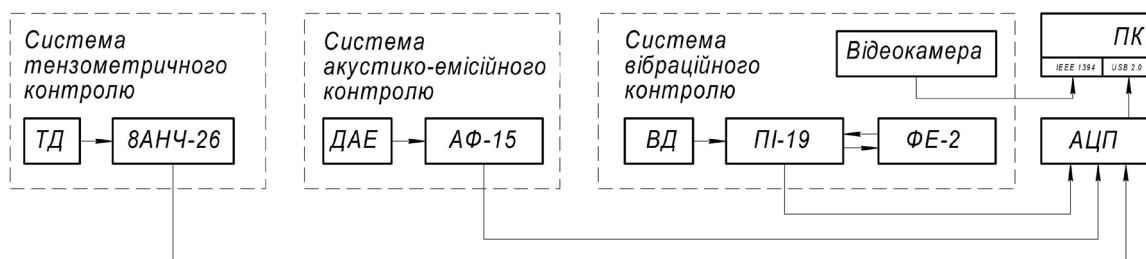 Система
тензометричного
контролю
ТД
8АНЧ-26
Система
акустико-емісійного
контролю
ДАЕ
АФ-15
Система
вібраційного
контролю
Відеокамера
ВД
ПІ-19
ФЕ-2
ПК
IEEE 1394
USB 2.0
АЦП